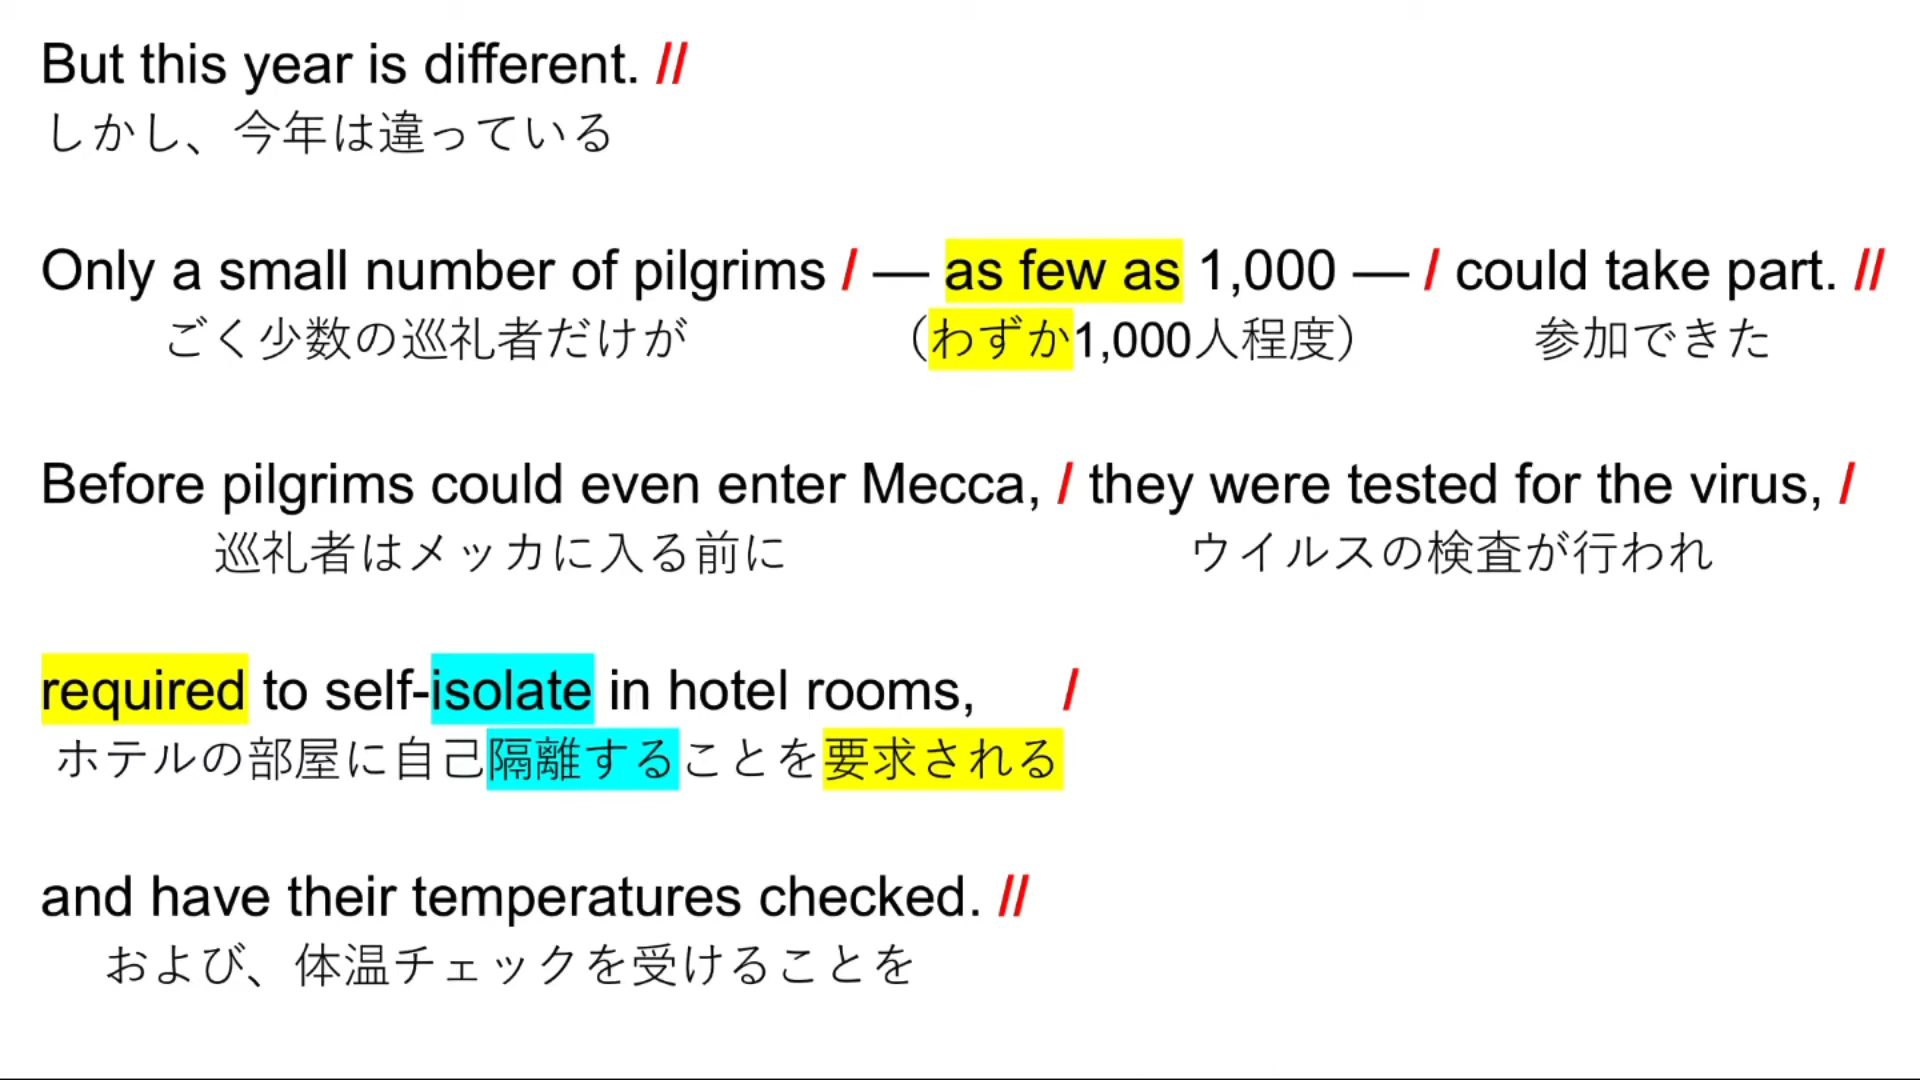 But this year is different. //
しかし、今年は違っている
Only a small number of pilgrims / — as few as 1,000 — / could take part. //
ごく少数の巡礼者だけが （わずか1,000人程度） 参加できた
Before pilgrims could even enter Mecca, / they were tested for the virus, /
巡礼者はメッカに入る前に ウイルスの検査が行われ
required to self-isolate in hotel rooms, /
ホテルの部屋に自己隔離することを要求される
and have their temperatures checked. //
および、体温チェックを受けることを